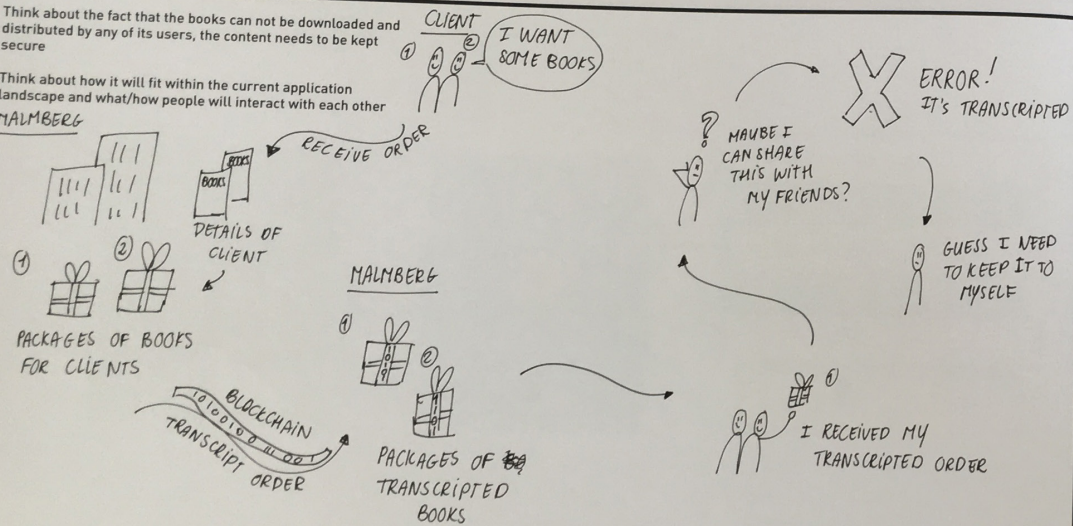 Think about the fact that the books can not be downloaded and
distributed by any of its users, the content needs to be kept
secure
Think about how it will fit within the current application
landscape and what/how people will interact with each other
CLIENT
1
2
I WANT
SOME BOOKS
RECEIVE ORDER
MALMBERG
BOOKS
BOOKS
DETAILS OF
CLIENT
1
2
PACKAGES OF BOOKS
FOR CLIENTS
10100100 111 001
BLOCKCHAIN
TRANSCRIPT ORDER
MALMBERG
1
2
PACKAGES OF
TRANSCRIPTED
BOOKS
1
I RECEIVED MY
TRANSCRIPTED ORDER
?
MAUBE I
CAN SHARE
THIS WITH
MY FRIENDS?
X
ERROR!
IT'S TRANSCRIPTED
GUESS I NEED
TO KEEP IT TO
MYSELF